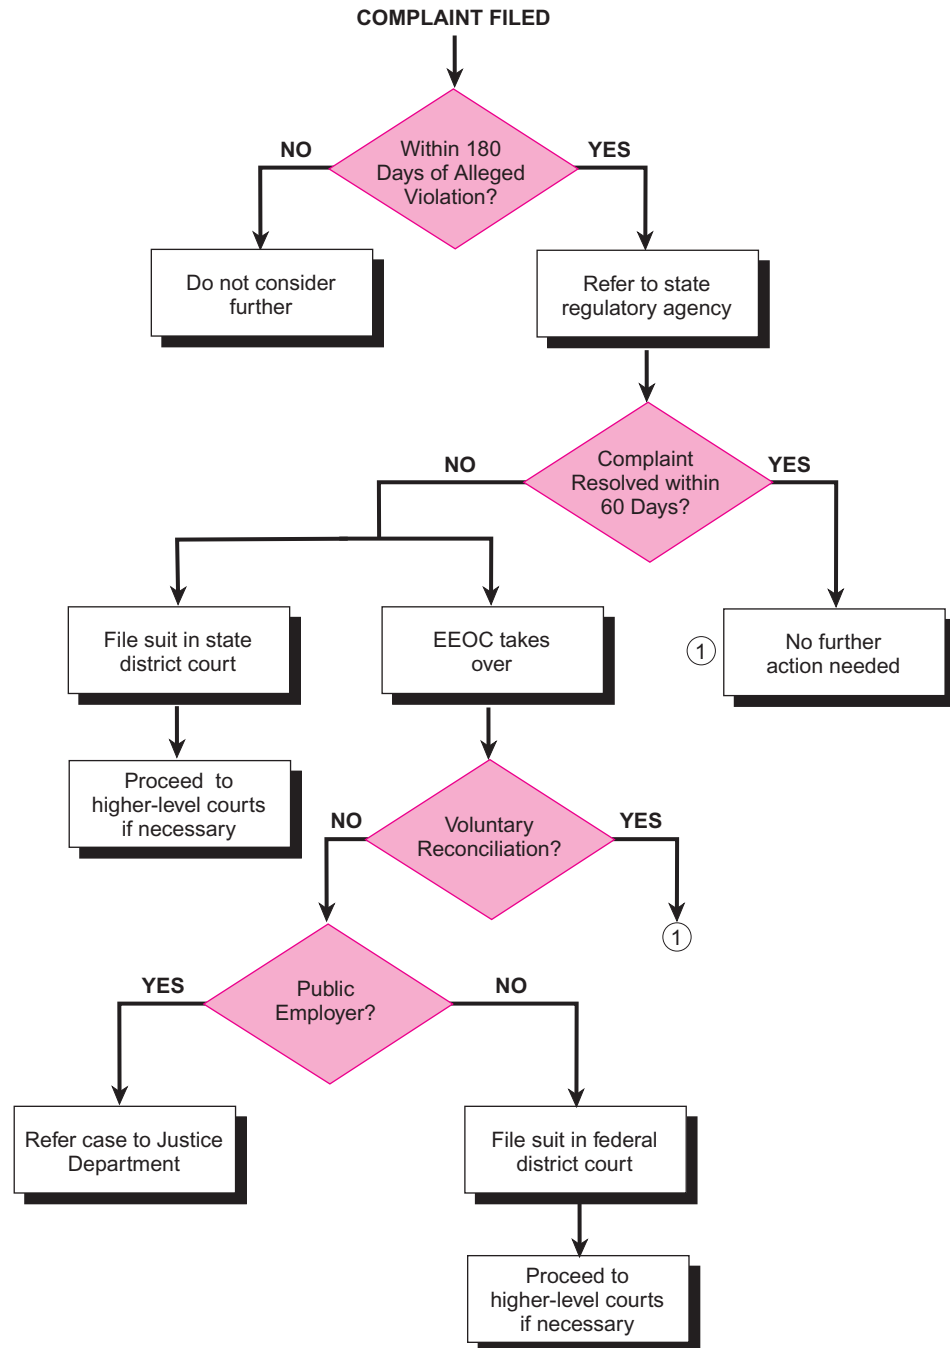 COMPLAINT FILED
Within 180
Days of Alleged
Violation?
NO
YES
Do not consider
further
Refer to state
regulatory agency
Complaint
Resolved within
60 Days?
NO
YES
File suit in state
district court
EEOC takes
over
1
No further
action needed
Proceed to
higher-level courts
if necessary
Voluntary
Reconciliation?
NO
YES
1
Public
Employer?
YES
NO
Refer case to Justice
Department
File suit in federal
district court
Proceed to
higher-level courts
if necessary